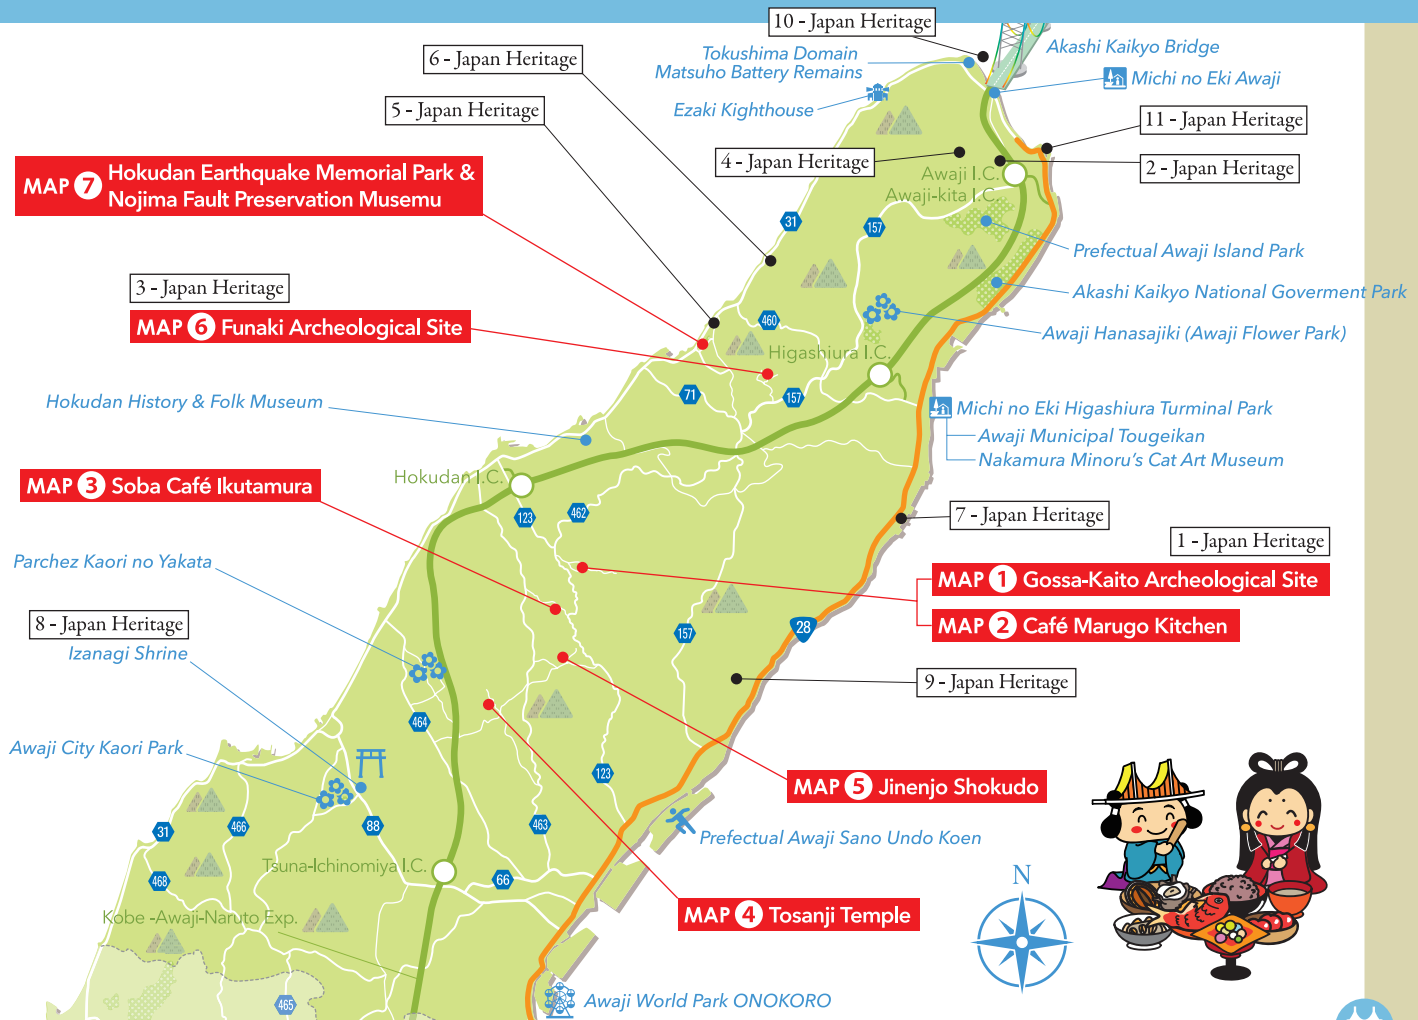 10 - Japan Heritage
Akashi Kaikyo Bridge
6 - Japan Heritage
Tokushima Domain
Matsuho Battery Remains
Michi no Eki Awaji
5 - Japan Heritage
Ezaki Kighthouse
11 - Japan Heritage
4 - Japan Heritage
2 - Japan Heritage
MAP 7 Hokudan Earthquake Memorial Park &
Nojima Fault Preservation Musemu
Awaji I.C.
Awaji-kita I.C.
31
157
Prefectual Awaji Island Park
3 - Japan Heritage
Akashi Kaikyo National Goverment Park
MAP 6 Funaki Archeological Site
460
Awaji Hanasajiki (Awaji Flower Park)
Higashiura I.C.
71
157
Hokudan History & Folk Museum
Michi no Eki Higashiura Turminal Park
Awaji Municipal Tougeikan
Nakamura Minoru's Cat Art Museum
Hokudan I.C.
MAP 3 Soba Café Ikutamura
123
462
7 - Japan Heritage
1 - Japan Heritage
Parchez Kaori no Yakata
MAP 1 Gossa-Kaito Archeological Site
8 - Japan Heritage
MAP 2 Café Marugo Kitchen
157
28
Izanagi Shrine
9 - Japan Heritage
464
Awaji City Kaori Park
123
MAP 5 Jinenjo Shokudo
31
466
88
463
Prefectual Awaji Sano Undo Koen
Tsuna-Ichinomiya I.C.
468
66
N
Kobe -Awaji-Naruto Exp.
MAP 4 Tosanji Temple
465
Awaji World Park ONOKORO